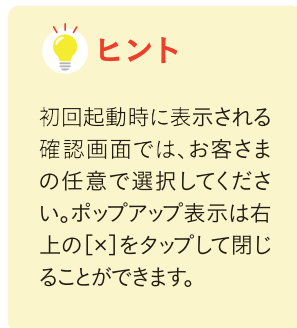 ヒント
初回起動時に表示される
確認画面では、お客さま
の任意で選択してくださ
い。ポップアップ表示は右
上の［×］をタップして閉じ
ることができます。